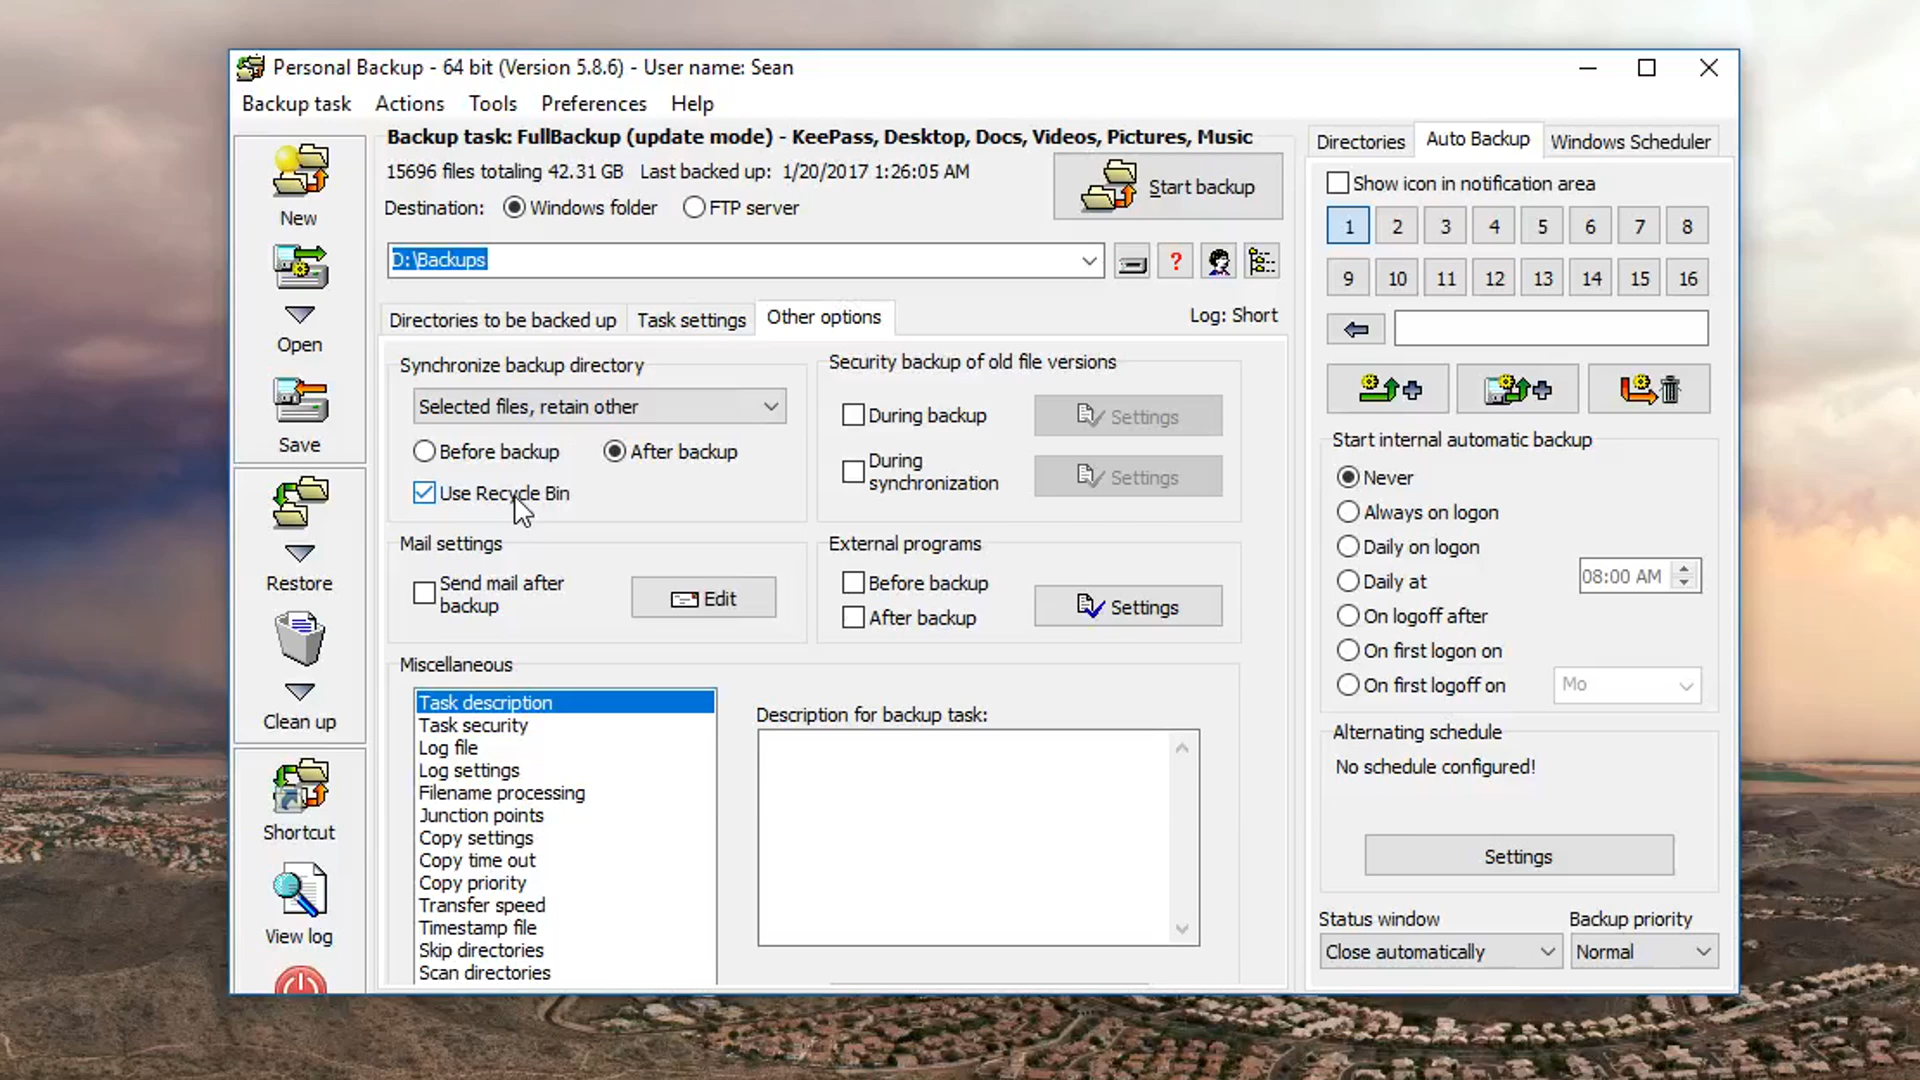 Personal Backup - 64 bit (Version 5.8.6) - User name: Sean
Backup task Actions Tools Preferences Help
New
Open
Save
Restore
Clean up
Shortcut
View log
Backup task: FullBackup (update mode) - KeePass, Desktop, Docs, Videos, Pictures, Music
15696 files totaling 42.31 GB Last backed up: 1/20/2017 1:26:05 AM
Destination: Windows folder FTP server
Start backup
D:\Backups
?
Directories to be backed up Task settings Other options Log: Short
Synchronize backup directory
Selected files, retain other
Before backup After backup
Use Recycle Bin
Security backup of old file versions
During backup Settings
During
synchronization
Settings
Mail settings
Send mail after
backup
Edit
External programs
Before backup
After backup
Settings
Miscellaneous
Task description
Task security
Log file
Log settings
Filename processing
Junction points
Copy settings
Copy time out
Copy priority
Transfer speed
Timestamp file
Skip directories
Scan directories
Description for backup task:
Directories Auto Backup Windows Scheduler
Show icon in notification area
1 2 3 4 5 6 7 8
9 10 11 12 13 14 15 16
Start internal automatic backup
Never
Always on logon
Daily on logon
Daily at 08:00 AM
On logoff after
On first logon on
On first logoff on Mo
Alternating schedule
No schedule configured!
Settings
Status window Backup priority
Close automatically Normal